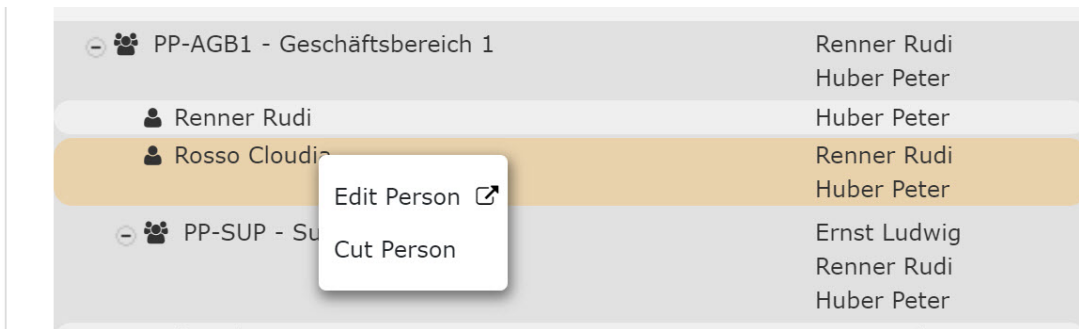 PP-AGB1 - Geschäftsbereich 1 Renner Rudi
Huber Peter
Renner Rudi Huber Peter
Rosso Cloudia Renner Rudi
Huber Peter
Edit Person
PP-SUP - Ernst Ludwig
Cut Person
Renner Rudi
Huber Peter